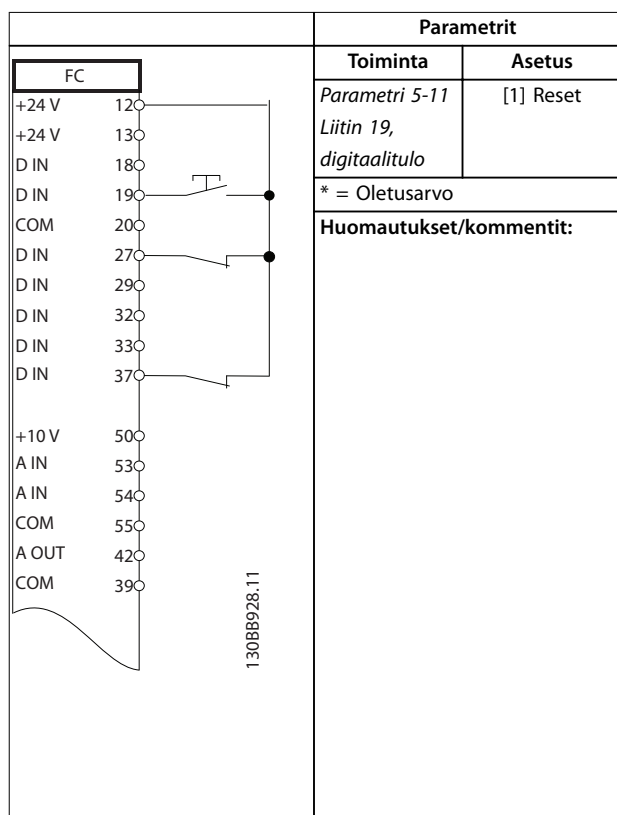 FC
+24 V 12
+24 V 13
D IN 18
D IN 19
COM 20
D IN 27
D IN 29
D IN 32
D IN 33
D IN 37
+10 V 50
A IN 53
A IN 54
COM 55
A OUT 42
COM 39
130BB928.11
Parametrit
Toiminta Asetus
Parametri 5-11 [1] Reset
Liitin 19,
digitaalitulo
* = Oletusarvo
Huomautukset/kommentit: